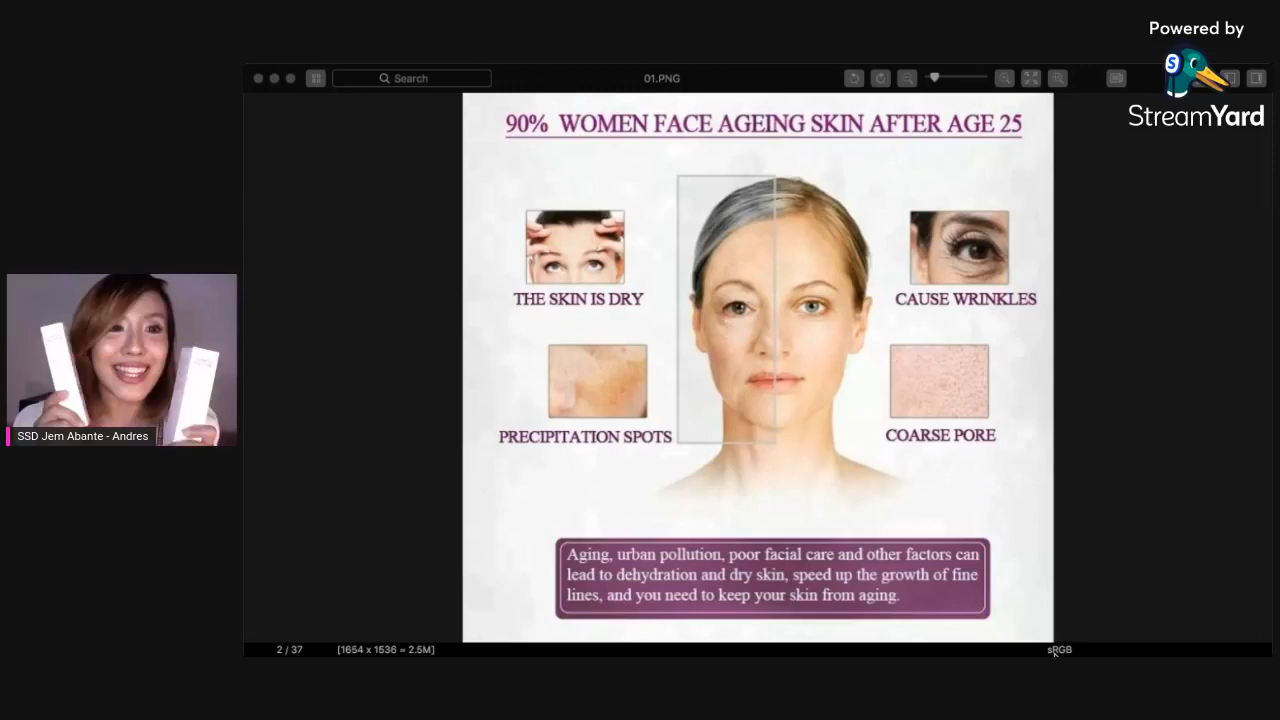 Powered by
S
StreamYard
Search
01.PNG
90% WOMEN FACE AGEING SKIN AFTER AGE 25
THE SKIN IS DRY
CAUSE WRINKLES
PRECIPITATION SPOTS
COARSE PORE
Aging, urban pollution, poor facial care and other factors can
lead to dehydration and dry skin, speed up the growth of fine
lines, and you need to keep your skin from aging.
SSD Jem Abante - Andres
2 / 37
[1654 x 1536 = 2.5M]
sRGB